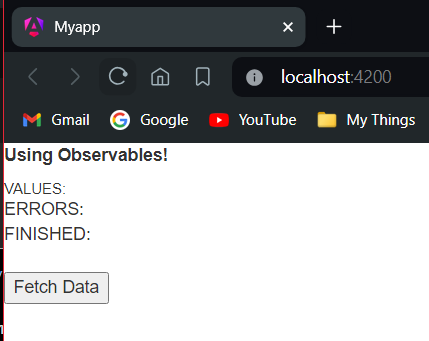 Myapp
localhost:4200
Gmail Google YouTube My Things
Using Observables!
VALUES:
ERRORS:
FINISHED:
Fetch Data